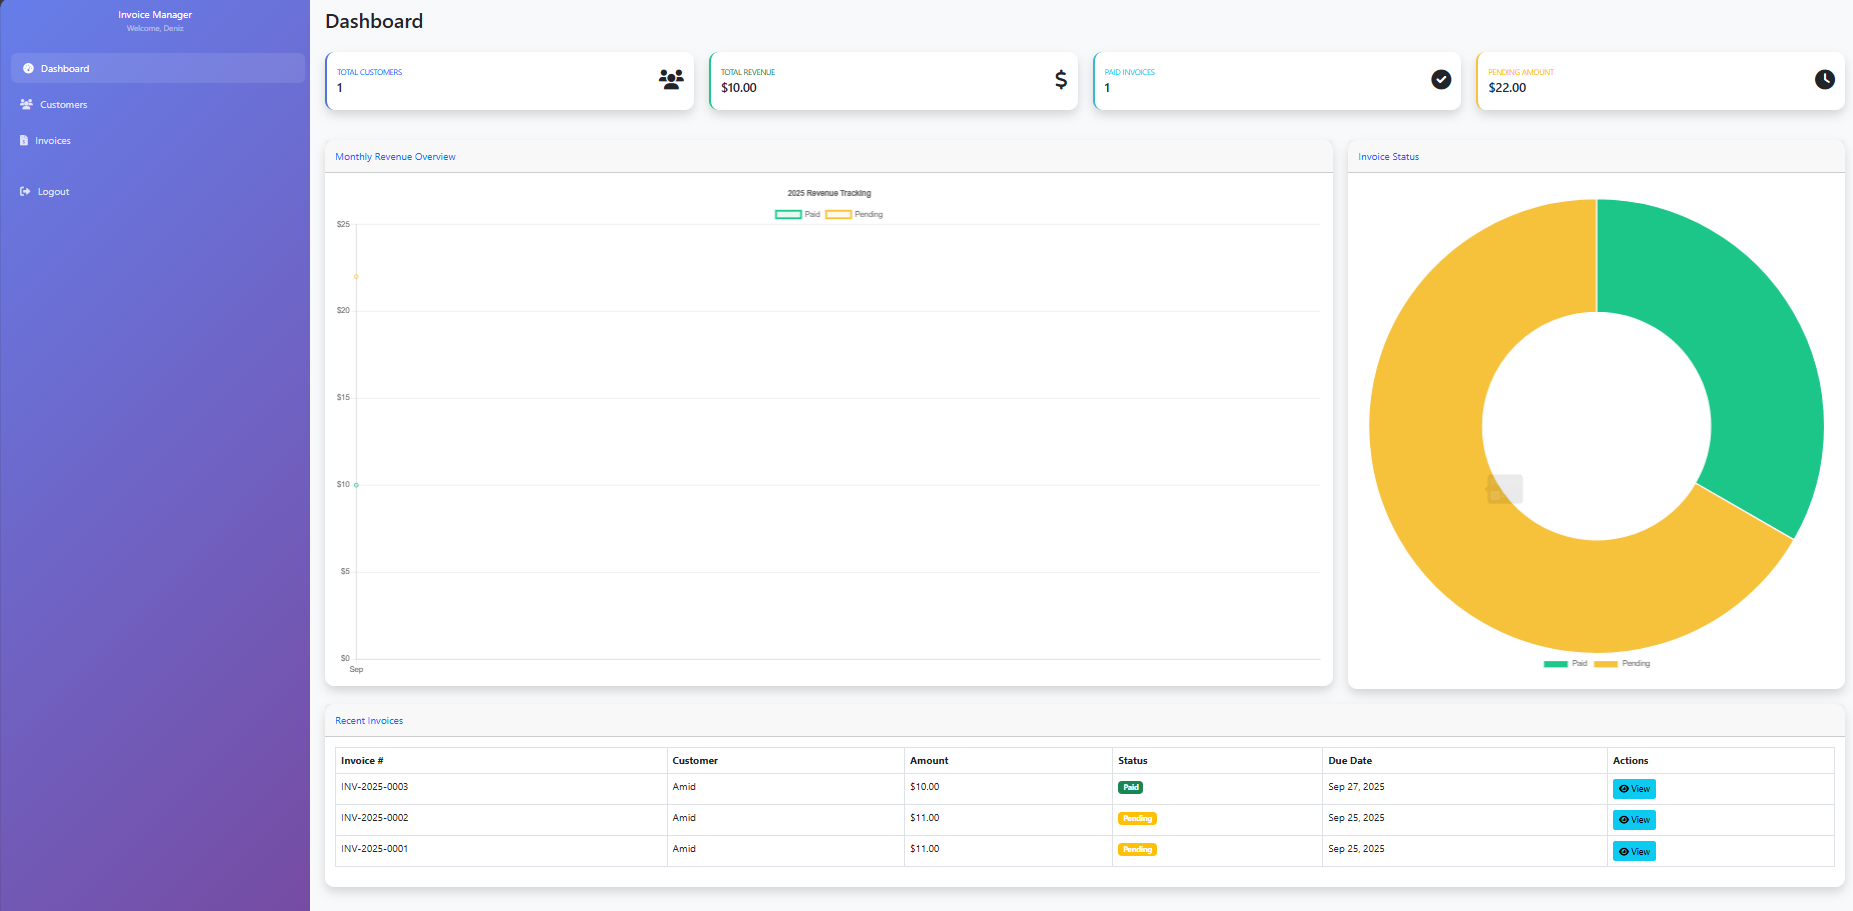 Invoice Manager
Welcome, Deniz
Dashboard
Customers
Invoices
Logout
Dashboard
TOTAL CUSTOMERS
1
TOTAL REVENUE
$10.00
PAID INVOICES
1
PENDING AMOUNT
$22.00
Monthly Revenue Overview
2025 Revenue Tracking
Paid Pending
$25
$20
$15
$10
$5
$0
Sep
Invoice Status
Paid Pending
Recent Invoices
Invoice # Customer Amount Status Due Date Actions
INV-2025-0003 Amid $10.00 Paid Sep 27, 2025 View
INV-2025-0002 Amid $11.00 Pending Sep 25, 2025 View
INV-2025-0001 Amid $11.00 Pending Sep 25, 2025 View